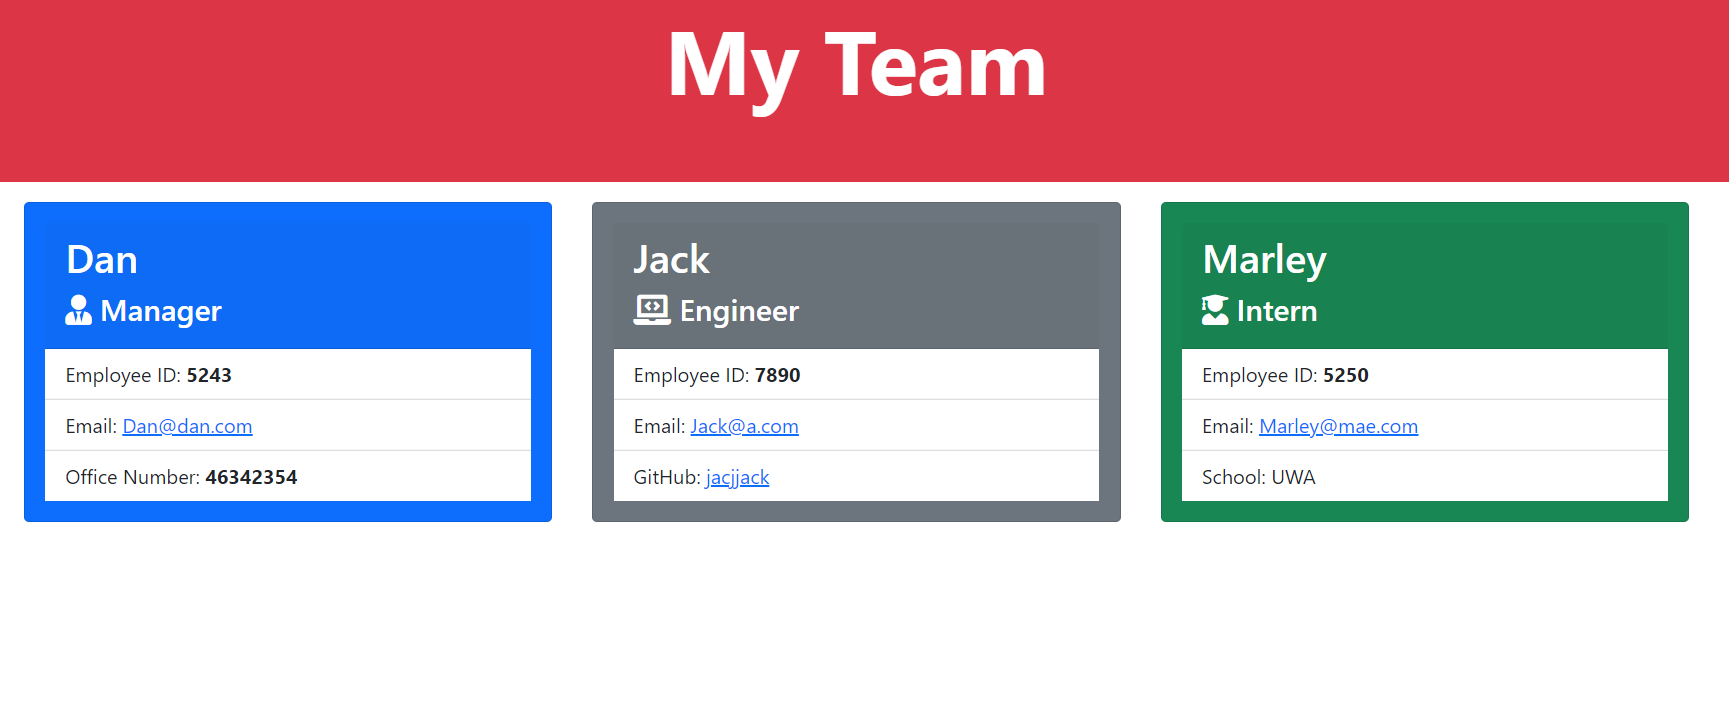 My Team
Dan
Manager
Employee ID: 5243
Email: Dan@dan.com
Office Number: 46342354
Jack
Engineer
Employee ID: 7890
Email: Jack@a.com
GitHub: jacjjack
Marley
Intern
Employee ID: 5250
Email: Marley@mae.com
School: UWA